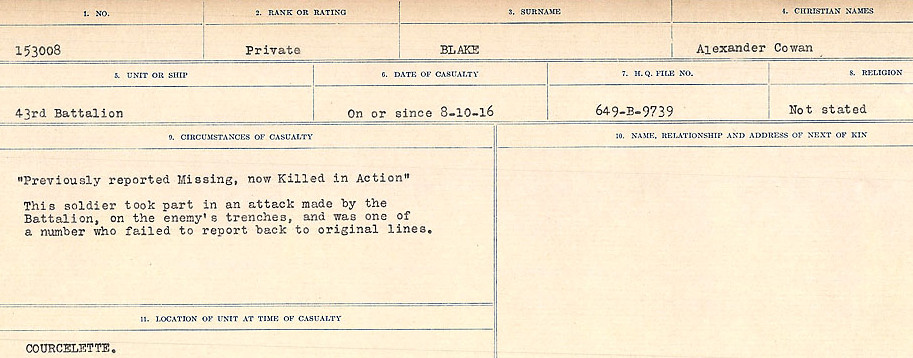 1. NO. 2. RANK OR RATING 3. SURNAME 4. CHRISTIAN NAMES
153008 Private BLAKE Alexander Cowan
5. UNIT OR SHIP 6. DATE OF CASUALTY 7. H.Q. FILE NO. 8. RELIGION
43rd Battalion On or since 8-10-16 649-B-9739 Not stated
9. CIRCUMSTANCES OF CASUALTY 10. NAME, RELATIONSHIP AND ADDRESS OF NEXT OF KIN
"Previously reported Missing, now Killed in Action"
This soldier took part in an attack made by the
Battalion, on the enemy's trenches, and was one of
a number who failed to report back to original lines.
11. LOCATION OF UNIT AT TIME OF CASUALTY
COURCELETTE.